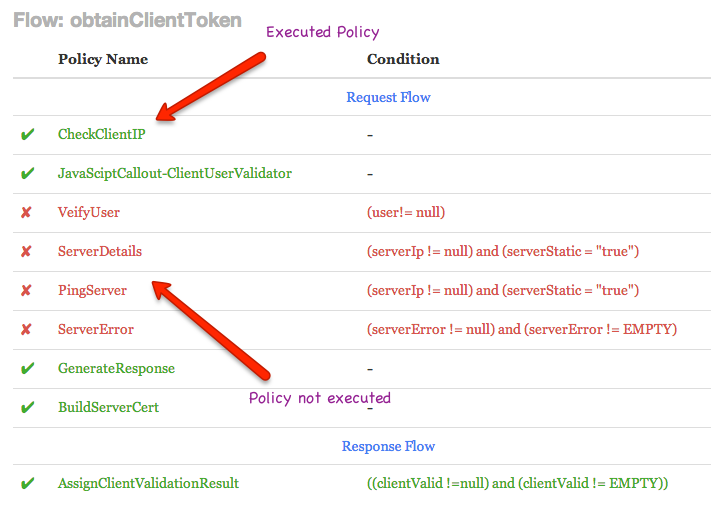 Flow: obtainClientToken
Executed Policy
Policy Name Condition
Request Flow
✔ CheckClientIP -
✔ JavaSciptCallout-ClientUserValidator -
✘ VeifyUser (user!= null)
✘ ServerDetails (serverIp != null) and (serverStatic = "true")
✘ PingServer (serverIp != null) and (serverStatic = "true")
✘ ServerError (serverError != null) and (serverError != EMPTY)
✔ GenerateResponse -
Policy not executed
✔ BuildServerCert -
Response Flow
✔ AssignClientValidationResult ((clientValid !=null) and (clientValid != EMPTY))